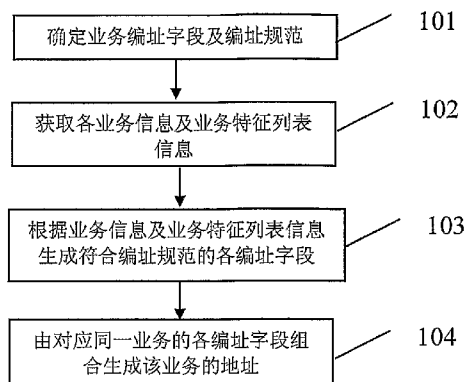 确定业务编址字段及编址规范
101
获取各业务信息及业务特征列表
信息
102
根据业务信息及业务特征列表信息
生成符合编址规范的各编址字段
103
由对应同一业务的各编址字段组
合生成该业务的地址
104